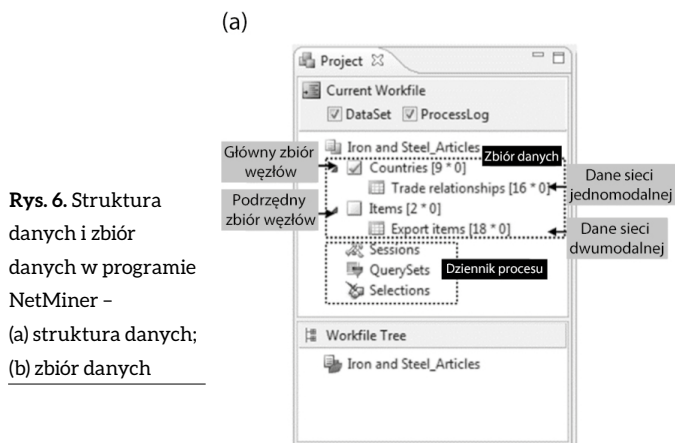 (a)
Project
Current Workfile
DataSet ProcessLog
Iron and Steel_Articles
Zbiór danych
Główny zbiór
węzłów
Countries [9 * 0]
Trade relationships [16 * 0]
Dane sieci
jednomodalnej
Podrzędny
zbiór węzłów
Items [2 * 0]
Export items [18 * 0]
Dane sieci
dwumodalnej
Sessions
QuerySets
Dziennik procesu
Selections
Workfile Tree
Iron and Steel_Articles
Rys. 6. Struktura
danych i zbiór
danych w programie
NetMiner –
(a) struktura danych;
(b) zbiór danych